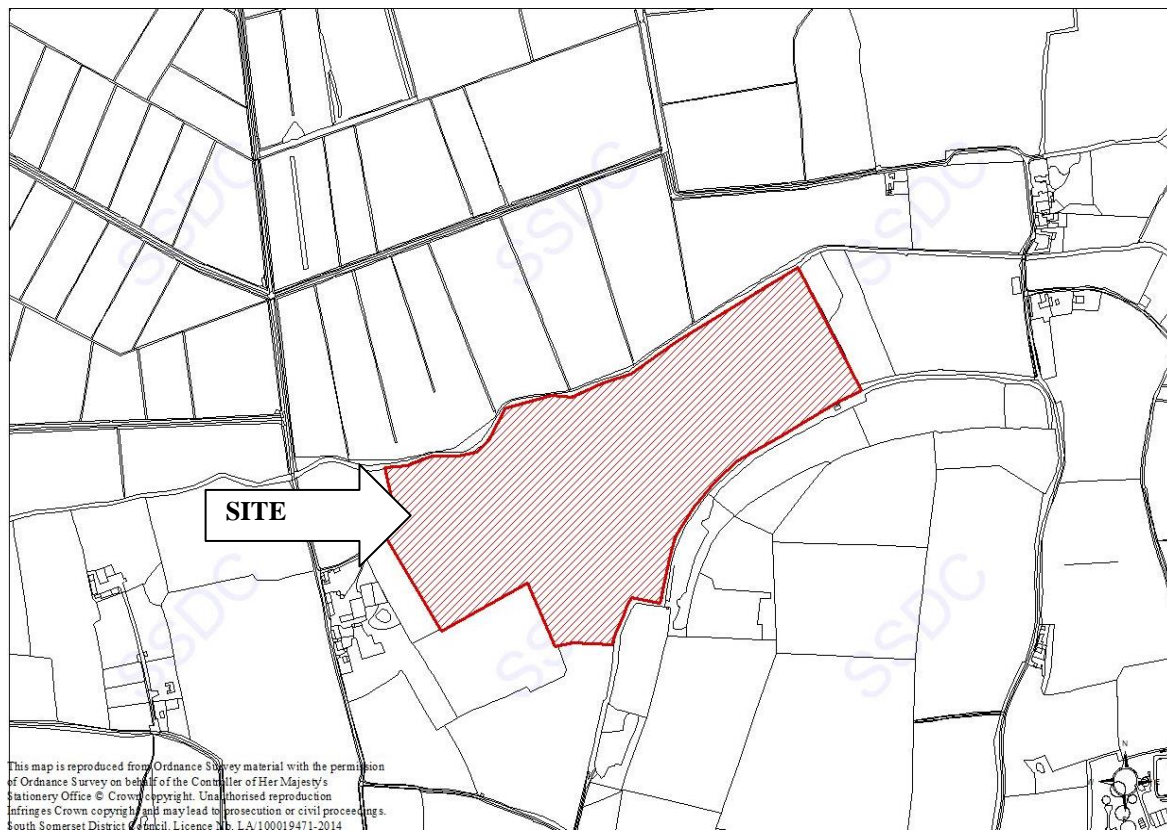 SSDC
SSDC
SSDC
SITE
SSDC
SSDC
SSDC
N
This map is reproduced from Ordnance Survey material with the permission
of Ordnance Survey on behalf of the Controller of Her Majesty's
Stationery Office © Crown copyright. Unauthorised reproduction
infringes Crown copyright and may lead to prosecution or civil proceedings.
South Somerset District Council, Licence No. LA/100019471-2014